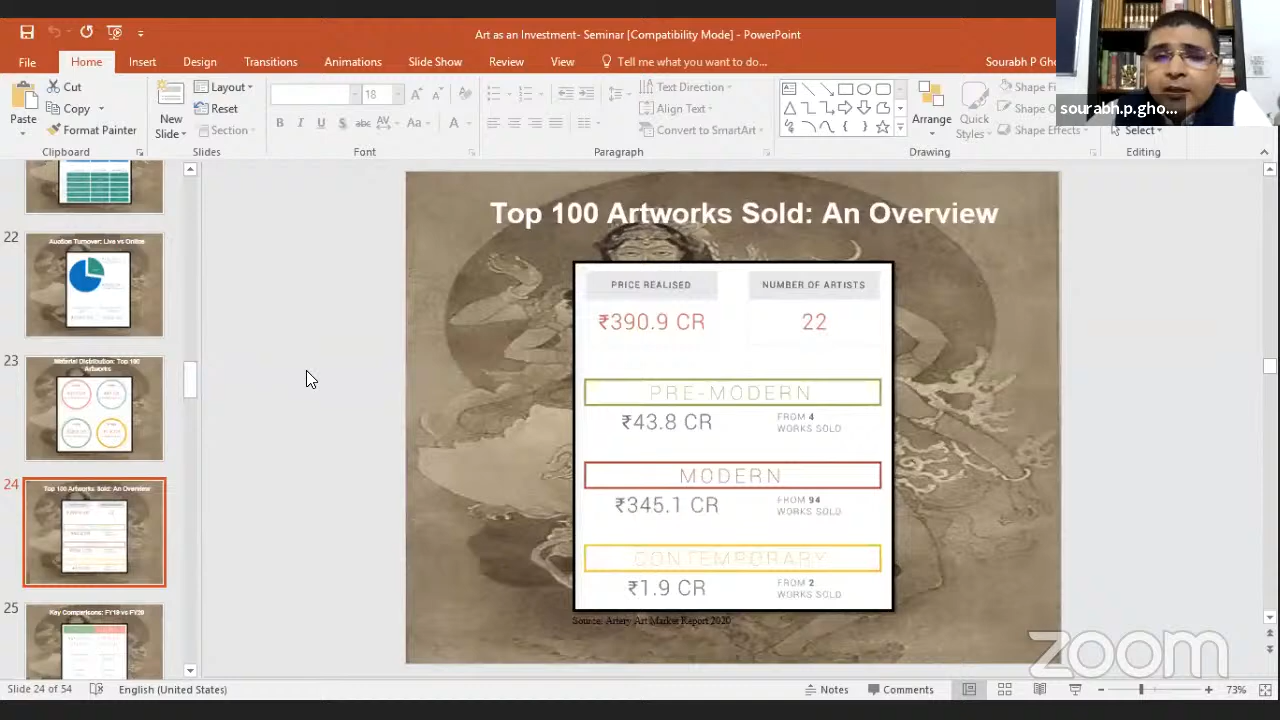 Art as an Investment- Seminar [Compatibility Mode] - PowerPoint
File Home Insert Design Transitions Animations Slide Show Review View Tell me what you want to do... Sourabh P Gho
sourabh.p.gho...
Paste
Cut
Copy
Format Painter
Clipboard
New
Slide
Layout
Reset
Section
Slides
18
B I U S abc AV Aa A
Font
Text Direction
Align Text
Convert to SmartArt
Paragraph
Arrange
Quick
Styles
Shape Fi
Shape Effects
Drawing
Select
Editing
22
Auction Turnover: Live vs Online
23
Material Distribution: Top 100
Artworks
24
Top 100 Artworks Sold: An Overview
25
Key Comparisons: FY19 vs FY20
Top 100 Artworks Sold: An Overview
PRICE REALISED NUMBER OF ARTISTS
₹390.9 CR 22
PRE-MODERN
₹43.8 CR FROM 4
WORKS SOLD
MODERN
₹345.1 CR FROM 94
WORKS SOLD
CONTEMPORARY
₹1.9 CR FROM 2
WORKS SOLD
Source: Artery Art Market Report 2020
zoom
Slide 24 of 54 English (United States) Notes Comments 73%